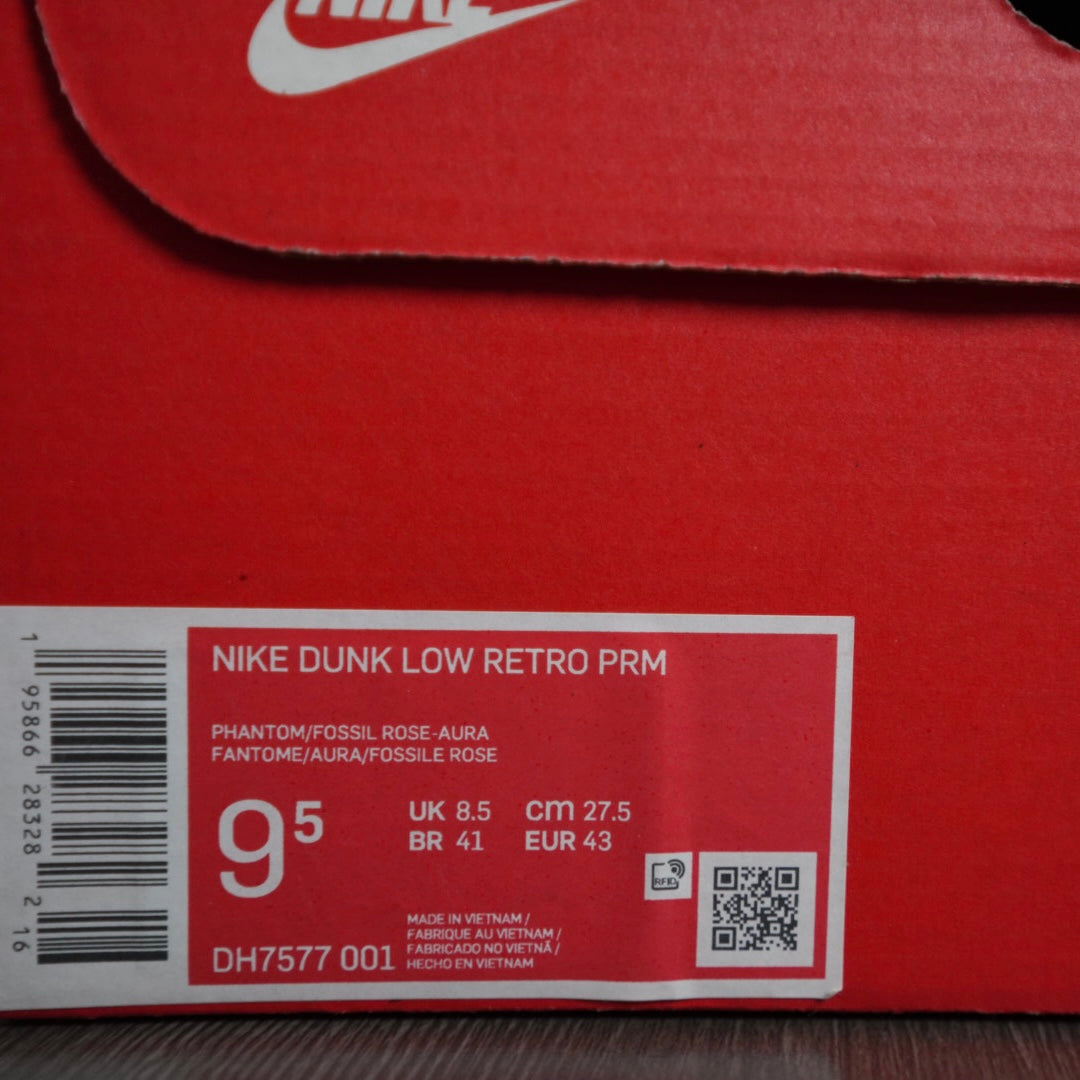 NIKE
NIKE DUNK LOW RETRO PRM
PHANTOM/FOSSIL ROSE-AURA
FANTOME/AURA/FOSSILE ROSE
9⁵
UK 8.5 cm 27.5
BR 41 EUR 43
RFID
MADE IN VIETNAM /
FABRIQUE AU VIETNAM /
FABRICADO NO VIETNÃ /
HECHO EN VIETNAM
DH7577 001
1 95866 28328 2 16